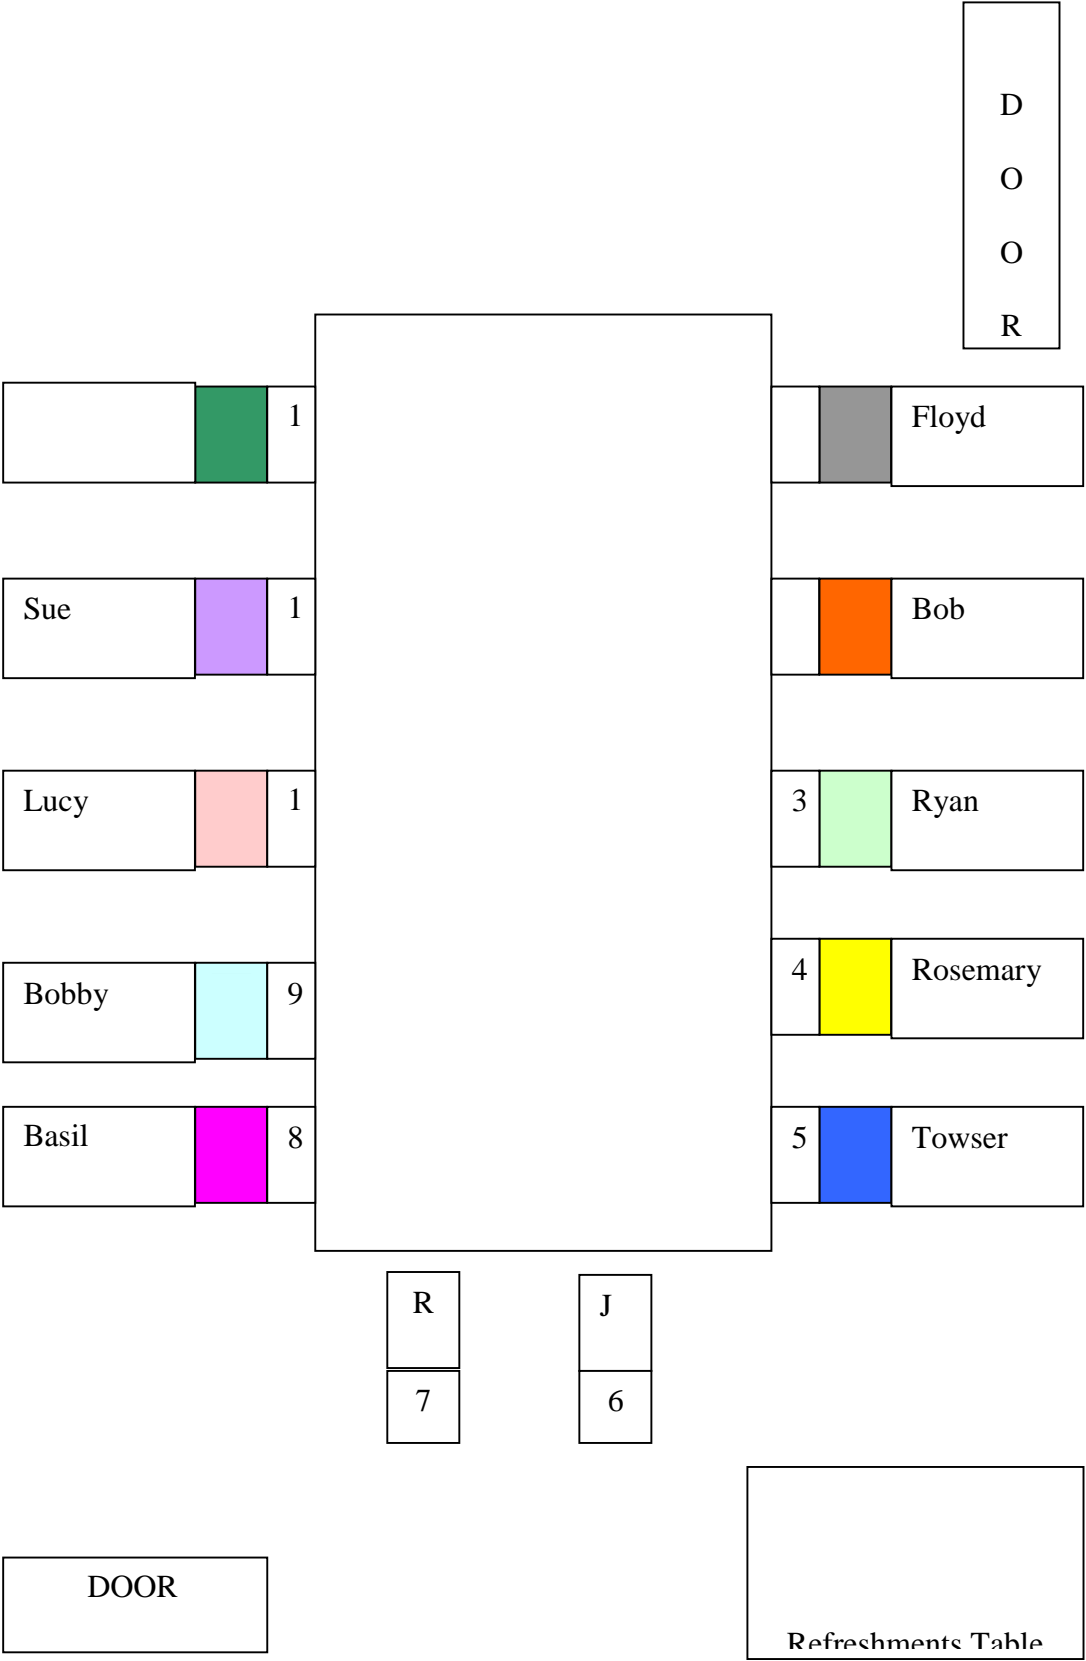 D
O
O
R
1
Floyd
Sue
1
Bob
Lucy
1
3
Ryan
4
Rosemary
Bobby
9
Basil
8
5
Towser
R
J
7
6
DOOR
Refreshments Table